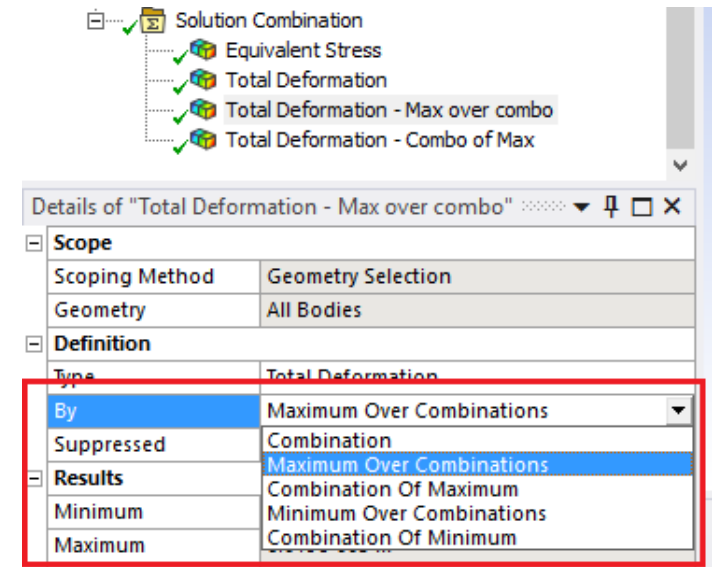 Solution Combination
Equivalent Stress
Total Deformation
Total Deformation - Max over combo
Total Deformation - Combo of Max
Details of "Total Deformation - Max over combo"
Scope
Scoping Method Geometry Selection
Geometry All Bodies
Definition
Type Total Deformation
By Maximum Over Combinations
Suppressed Combination
Maximum Over Combinations
Results Combination Of Maximum
Minimum Minimum Over Combinations
Maximum Combination Of Minimum